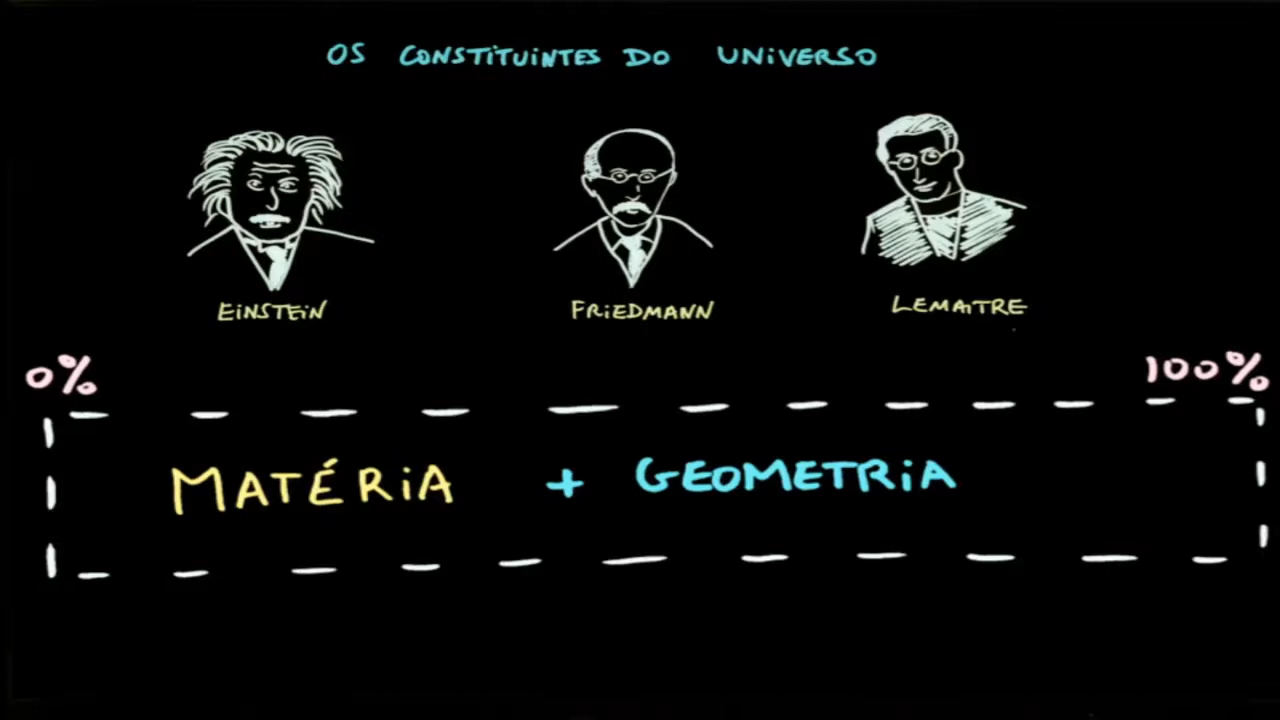 OS CONSTITUINTES DO UNIVERSO
EINSTEIN FRIEDMANN LEMAITRE
0% 100%
MATÉRIA + GEOMETRIA